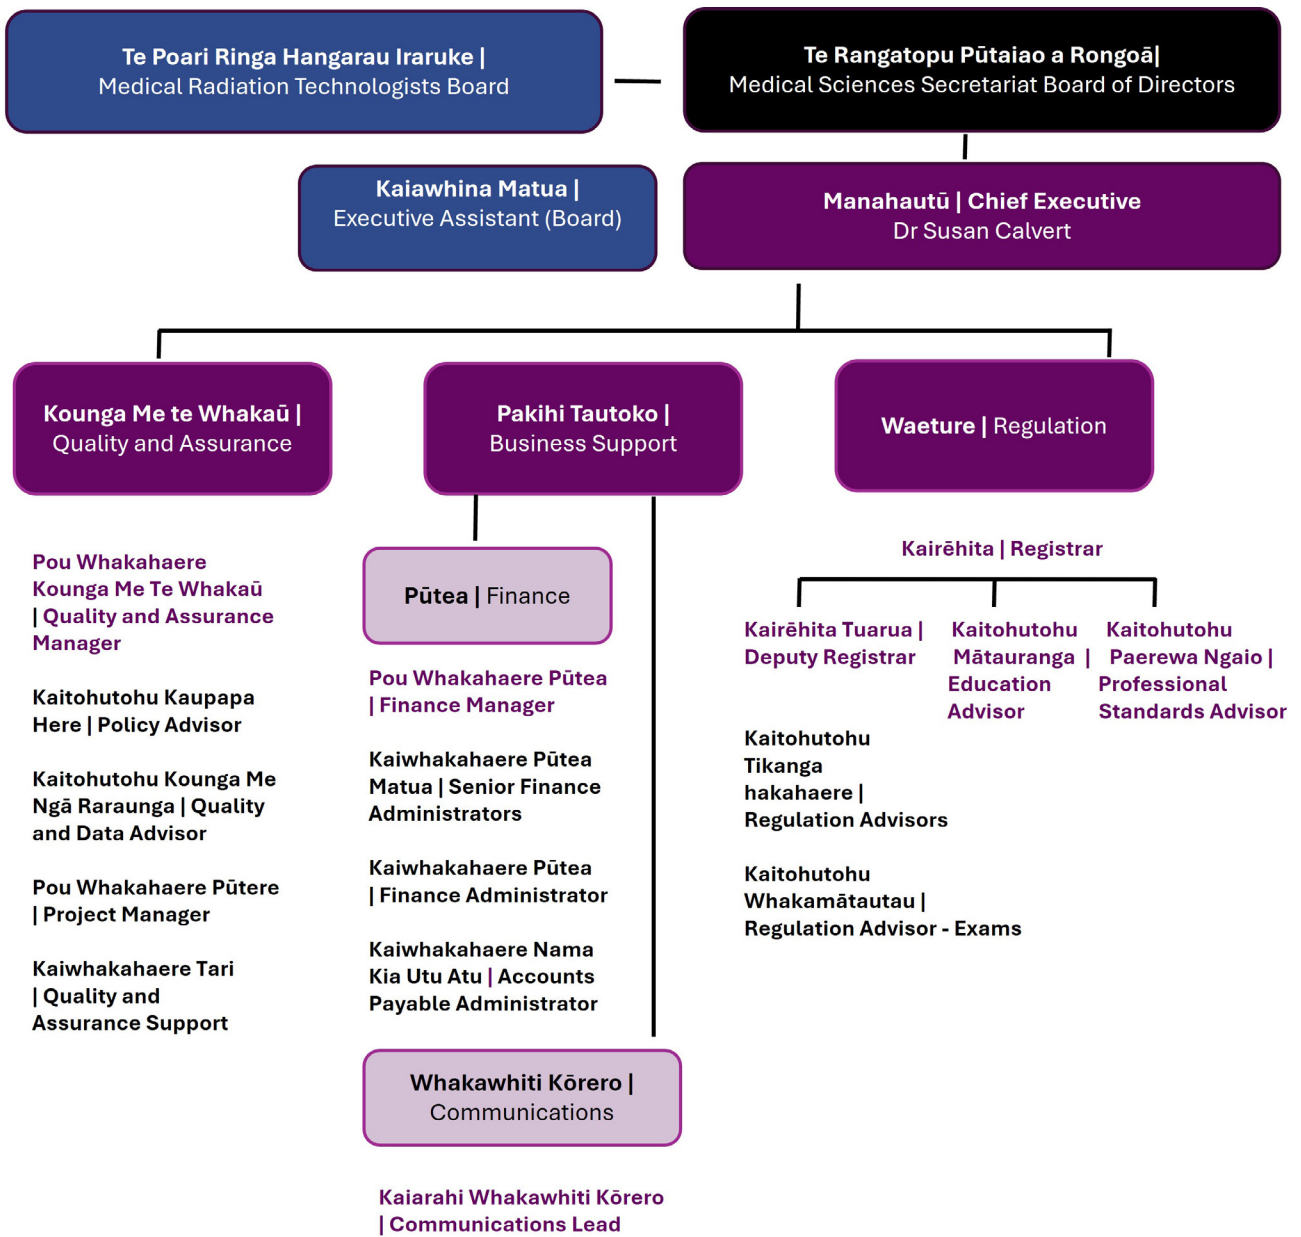 Te Poari Ringa Hangarau Iraruke |
Medical Radiation Technologists Board
Te Rangatopu Pūtaiao a Rongoā|
Medical Sciences Secretariat Board of Directors
Kaiawhina Matua |
Executive Assistant (Board)
Manahautū | Chief Executive
Dr Susan Calvert
Kounga Me te Whakaū |
Quality and Assurance
Pou Whakahaere
Kounga Me Te Whakaū
| Quality and Assurance
Manager
Kaitohutohu Kaupapa
Here | Policy Advisor
Kaitohutohu Kounga Me
Ngā Raraunga | Quality
and Data Advisor
Pou Whakahaere Pūtere
| Project Manager
Kaiwhakahaere Tari
| Quality and
Assurance Support
Pakihi Tautoko |
Business Support
Pūtea | Finance
Pou Whakahaere Pūtea
| Finance Manager
Kaiwhakahaere Pūtea
Matua | Senior Finance
Administrators
Kaiwhakahaere Pūtea
| Finance Administrator
Kaiwhakahaere Nama
Kia Utu Atu | Accounts
Payable Administrator
Whakawhiti Kōrero |
Communications
Kaiarahi Whakawhiti Kōrero
| Communications Lead
Waeture | Regulation
Kairēhita | Registrar
Kairēhita Tuarua |
Deputy Registrar
Kaitohutohu
Tikanga
hakahaere |
Regulation Advisors
Kaitohutohu
Whakamātautau |
Regulation Advisor - Exams
Kaitohutohu
Mātauranga |
Education
Advisor
Kaitohutohu
Paerewa Ngaio |
Professional
Standards Advisor